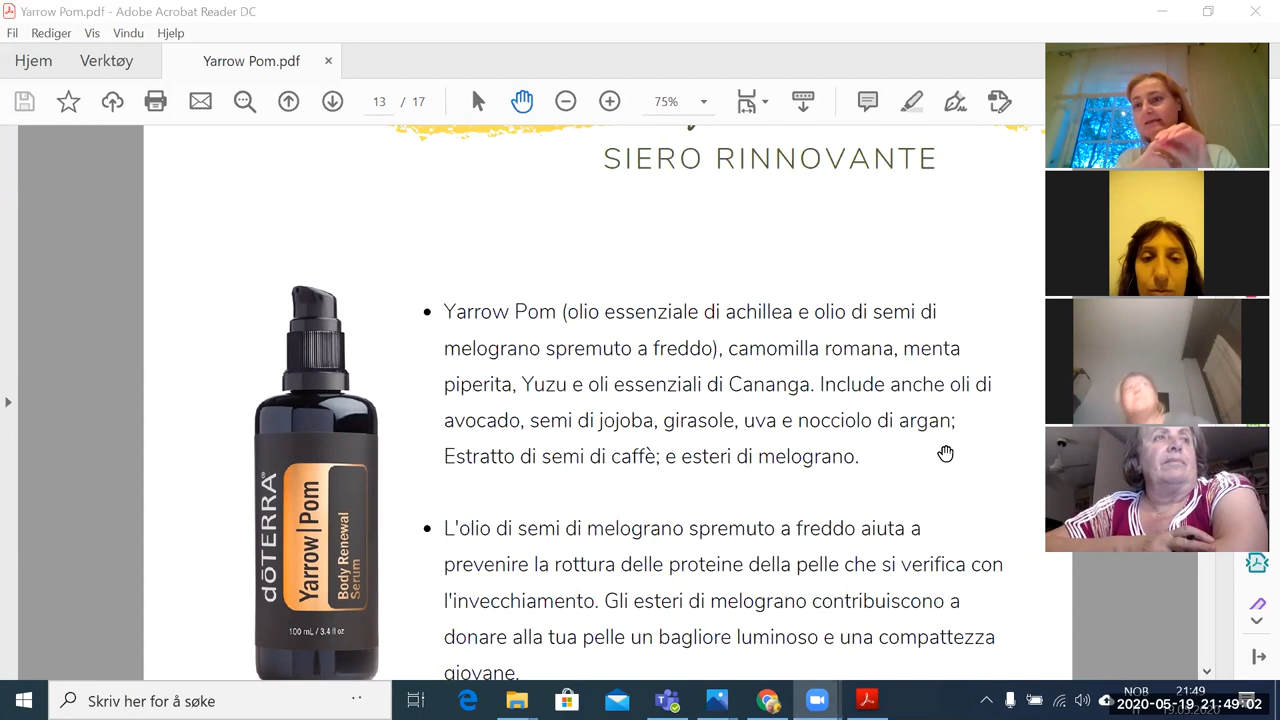 Yarrow Pom.pdf - Adobe Acrobat Reader DC
Fil Rediger Vis Vindu Hjelp
Hjem Verktøy Yarrow Pom.pdf ×
13 / 17 75%
SIERO RINNOVANTE
• Yarrow Pom (olio essenziale di achillea e olio di semi di
melograno spremuto a freddo), camomilla romana, menta
piperita, Yuzu e oli essenziali di Cananga. Include anche oli di
avocado, semi di jojoba, girasole, uva e nocciolo di argan;
Estratto di semi di caffè; e esteri di melograno.
• L'olio di semi di melograno spremuto a freddo aiuta a
prevenire la rottura delle proteine della pelle che si verifica con
l'invecchiamento. Gli esteri di melograno contribuiscono a
donare alla tua pelle un bagliore luminoso e una compattezza
giovane.
dōTERRA
Yarrow|Pom
Body Renewal
Serum
100 mL / 3.4 fl oz
Skriv her for å søke
NOB
21:49
2020-05-19 21:49:02